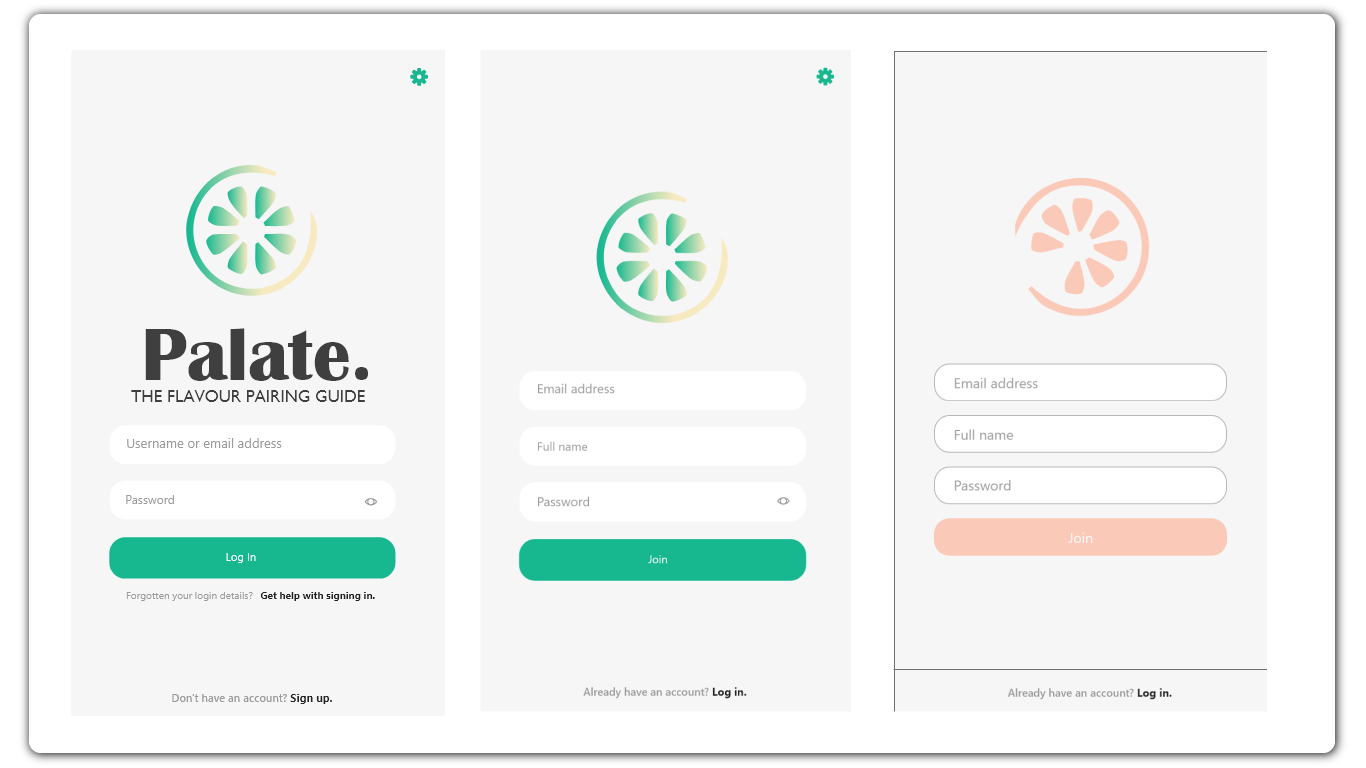 Palate.
THE FLAVOUR PAIRING GUIDE
Username or email address
Password
Log In
Forgotten your login details? Get help with signing in.
Don't have an account? Sign up.
Email address
Full name
Password
Join
Already have an account? Log in.
Email address
Full name
Password
Join
Already have an account? Log in.